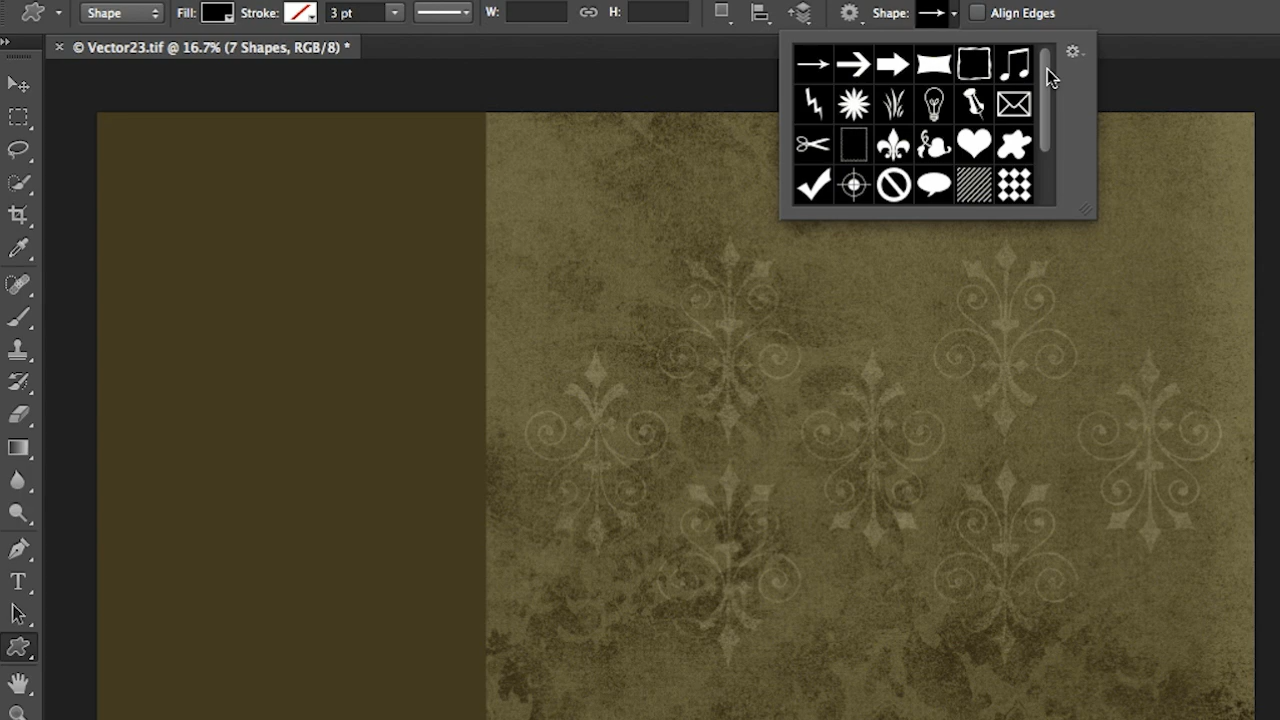 Shape Fill: Stroke: 3 pt W: H: Shape: Align Edges
× © Vector23.tif @ 16.7% (7 Shapes, RGB/8) *
T